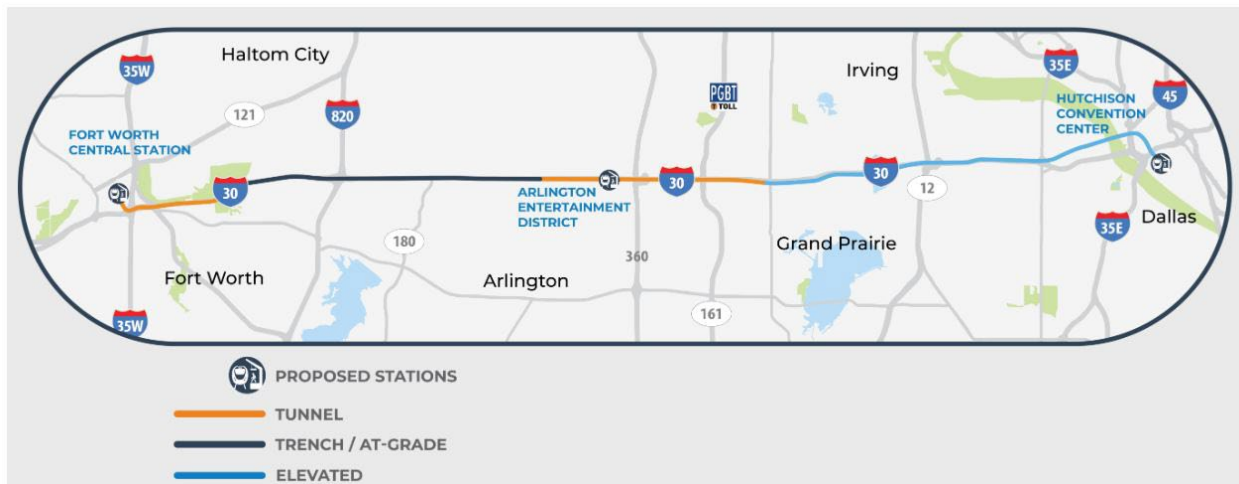 35W
Haltom City
121
820
PGBT
TOLL
Irving
35E
45
HUTCHISON
CONVENTION
CENTER
FORT WORTH
CENTRAL STATION
30
ARLINGTON
ENTERTAINMENT
DISTRICT
30
30
12
Dallas
35E
180
360
Grand Prairie
Fort Worth
Arlington
35W
161
PROPOSED STATIONS
TUNNEL
TRENCH / AT-GRADE
ELEVATED